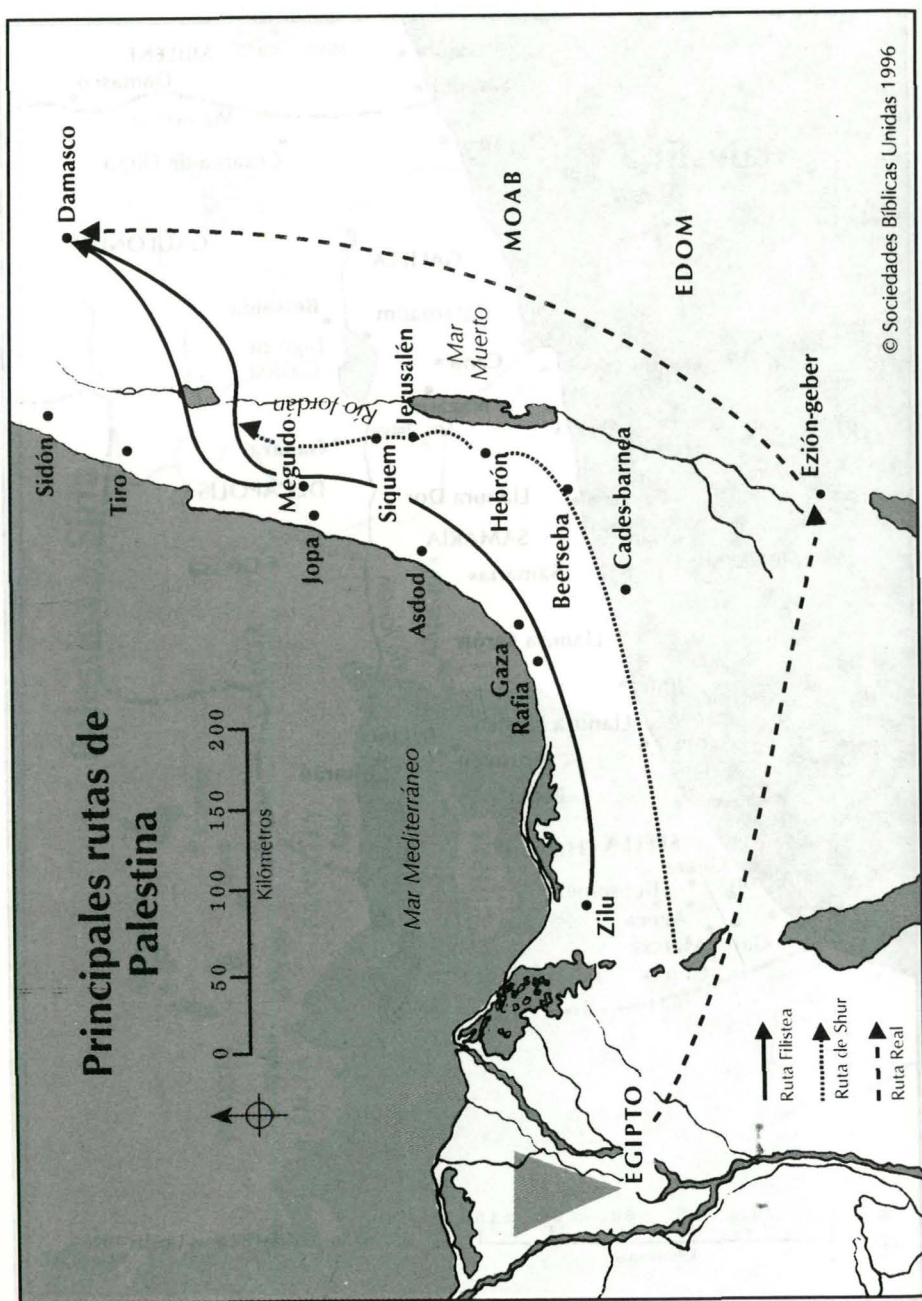 Principales rutas de
Palestina
0 50 100 150 200
Kilómetros
Mar Mediterráneo
Sidón
Tiro
Damasco
Meguido
Jopa
Río Jordán
Siquem
Jerusalén
Asdod
Mar
Muerto
MOAB
Hebrón
Gaza
Rafia
Beerseba
Cades-barnea
EDOM
Zilu
Ezión-geber
EGIPTO
Ruta Filistea
Ruta de Shur
Ruta Real
© Sociedades Bíblicas Unidas 1996